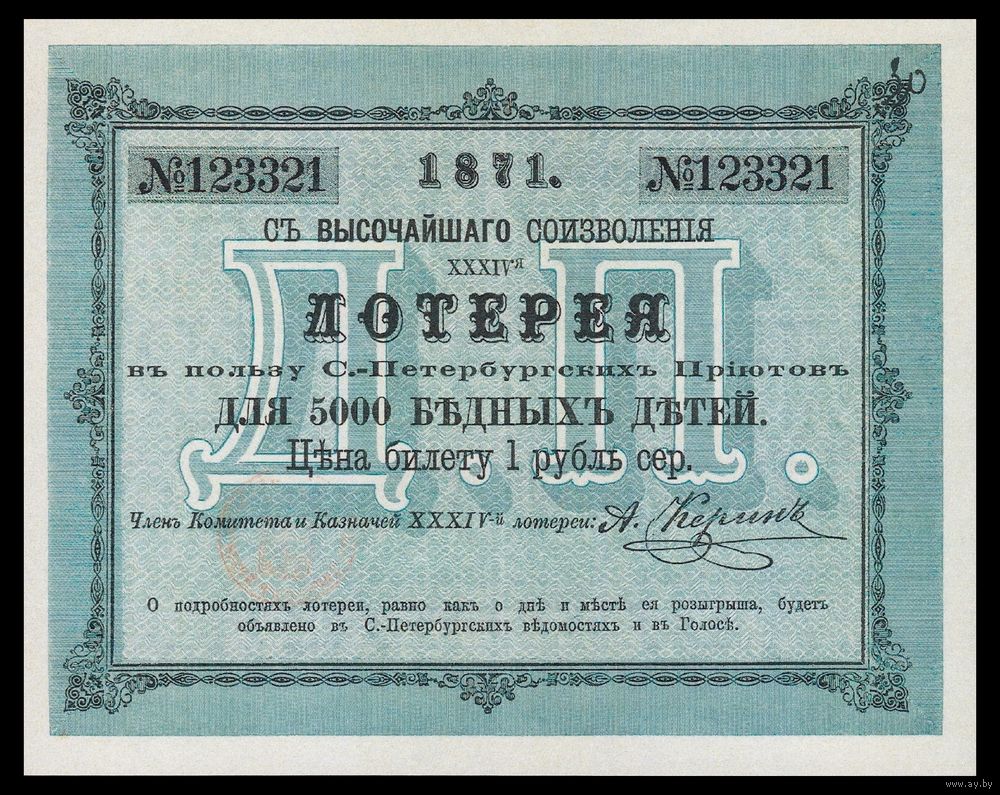 50
№123321 1871. №123321
СЪ ВЫСОЧАЙШАГО СОИЗВОЛЕНІЯ
XXXIVя
ЛОТЕРЕЯ
въ пользу С.-Петербургскихъ Пріютовъ
ДЛЯ 5000 БѢДНЫХЪ ДѢТЕЙ.
Цѣна билету 1 рубль сер.
Д.П.
Членъ Комитета и Казначей XXXIV-й лотереи: А.
О подробностяхъ лотереи, равно какъ о днѣ и мѣстѣ ея розыгрыша, будетъ
объявлено въ С.-Петербургскихъ вѣдомостяхъ и въ Голосѣ.
www.ay.by